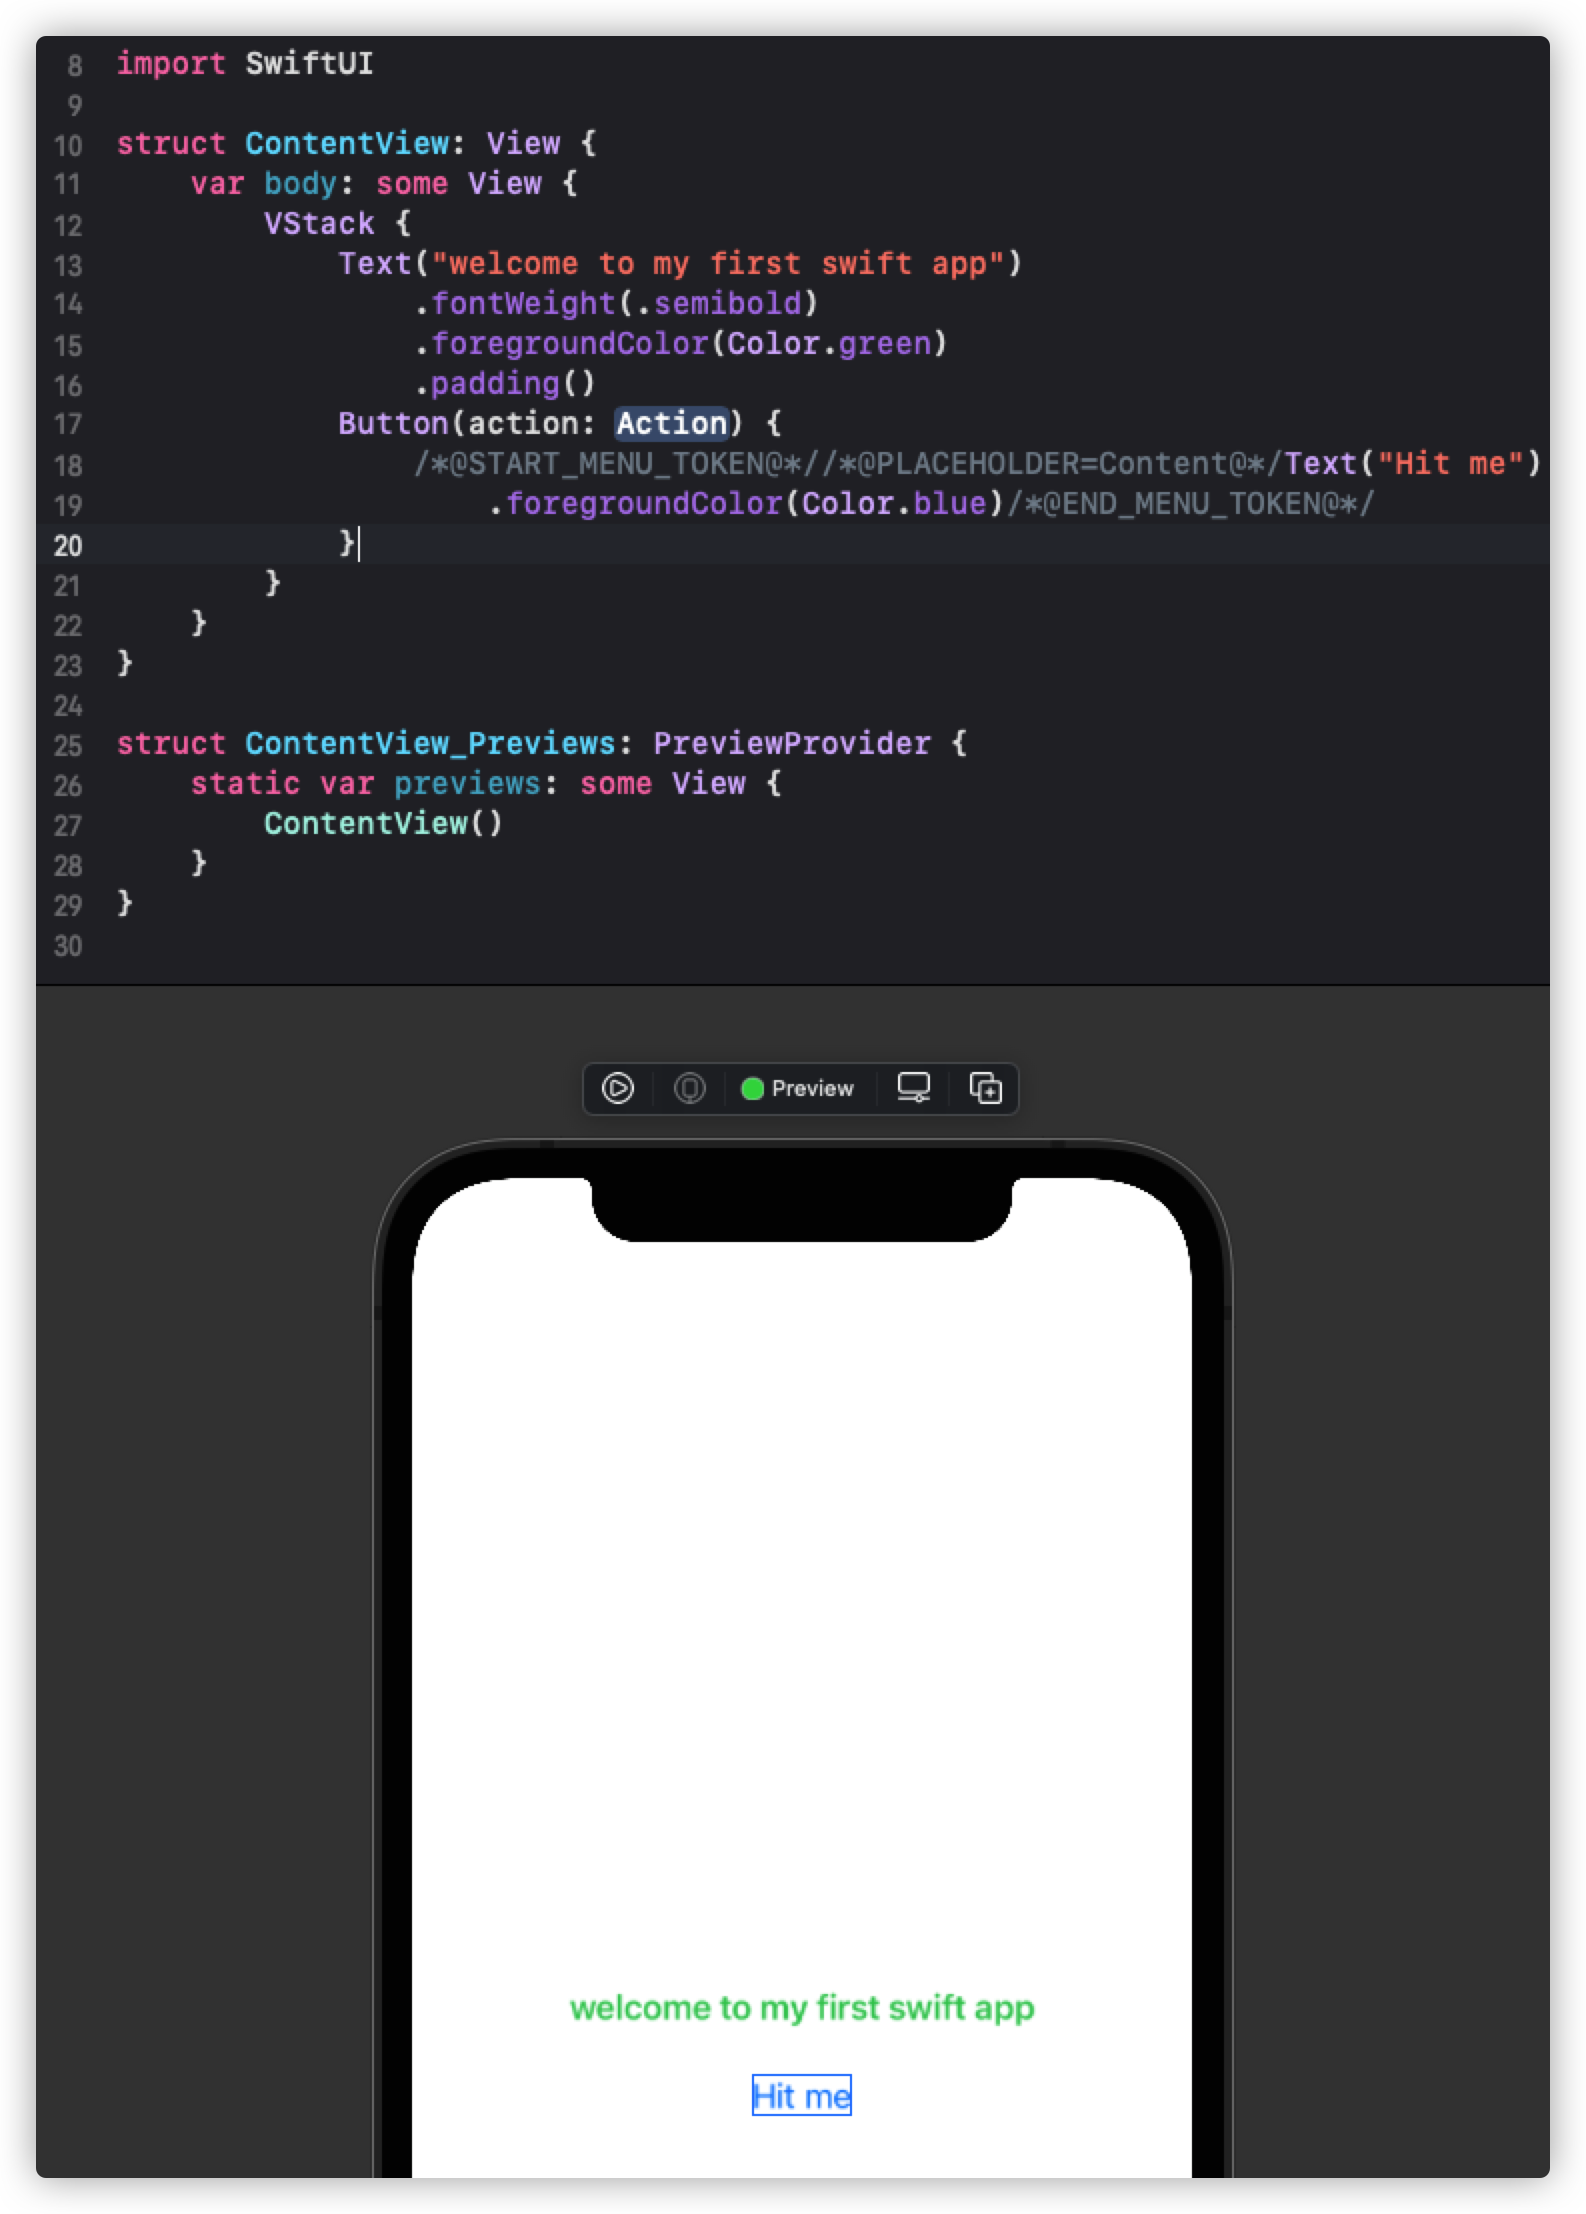 8 import SwiftUI
9
10 struct ContentView: View {
11     var body: some View {
12         VStack {
13             Text("welcome to my first swift app")
14                 .fontWeight(.semibold)
15                 .foregroundColor(Color.green)
16                 .padding()
17             Button(action: Action) {
18                 /*@START_MENU_TOKEN@*//*@PLACEHOLDER=Content@*/Text("Hit me")
19                     .foregroundColor(Color.blue)/*@END_MENU_TOKEN@*/
20             }
21         }
22     }
23 }
24
25 struct ContentView_Previews: PreviewProvider {
26     static var previews: some View {
27         ContentView()
28     }
29 }
30
Preview
welcome to my first swift app
Hit me